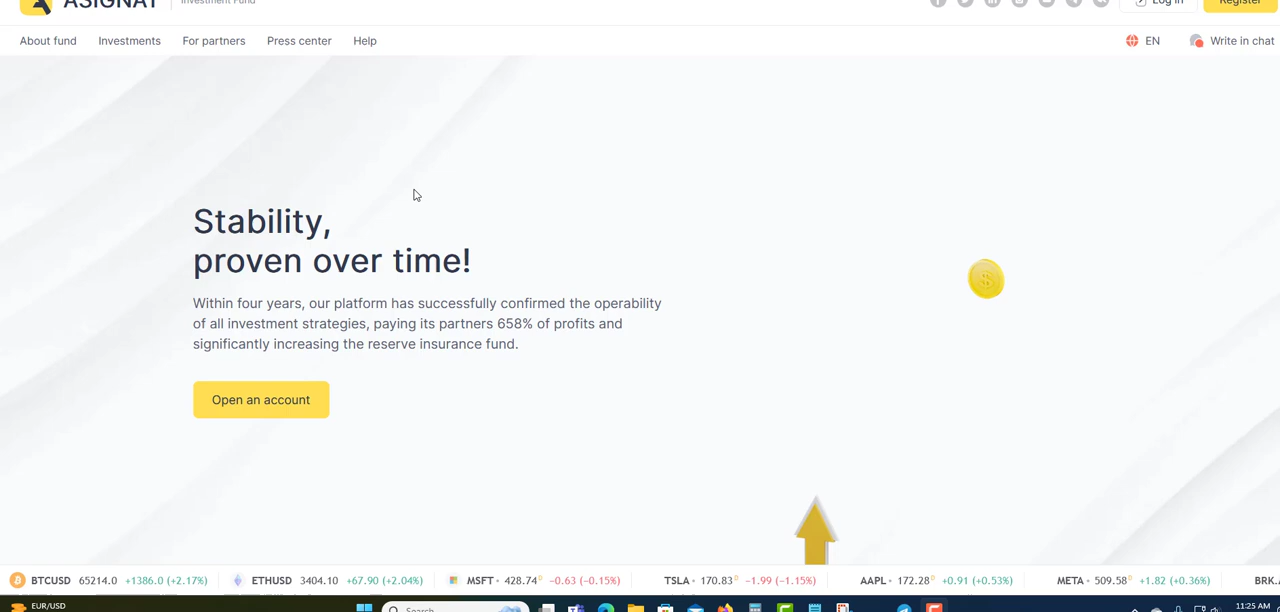 ASIGNAT Investment Fund Log in Register
About fund Investments For partners Press center Help EN Write in chat
Stability,
proven over time!
Within four years, our platform has successfully confirmed the operability
of all investment strategies, paying its partners 658% of profits and
significantly increasing the reserve insurance fund.
Open an account
BTCUSD 65214.0 +1386.0 (+2.17%) ETHUSD 3404.10 +67.90 (+2.04%) MSFT 428.74 −0.63 (−0.15%) TSLA 170.83 −1.99 (−1.15%) AAPL 172.28 +0.91 (+0.53%) META 509.58 +1.82 (+0.36%) BRK.
EUR/USD Search 11:25 AM